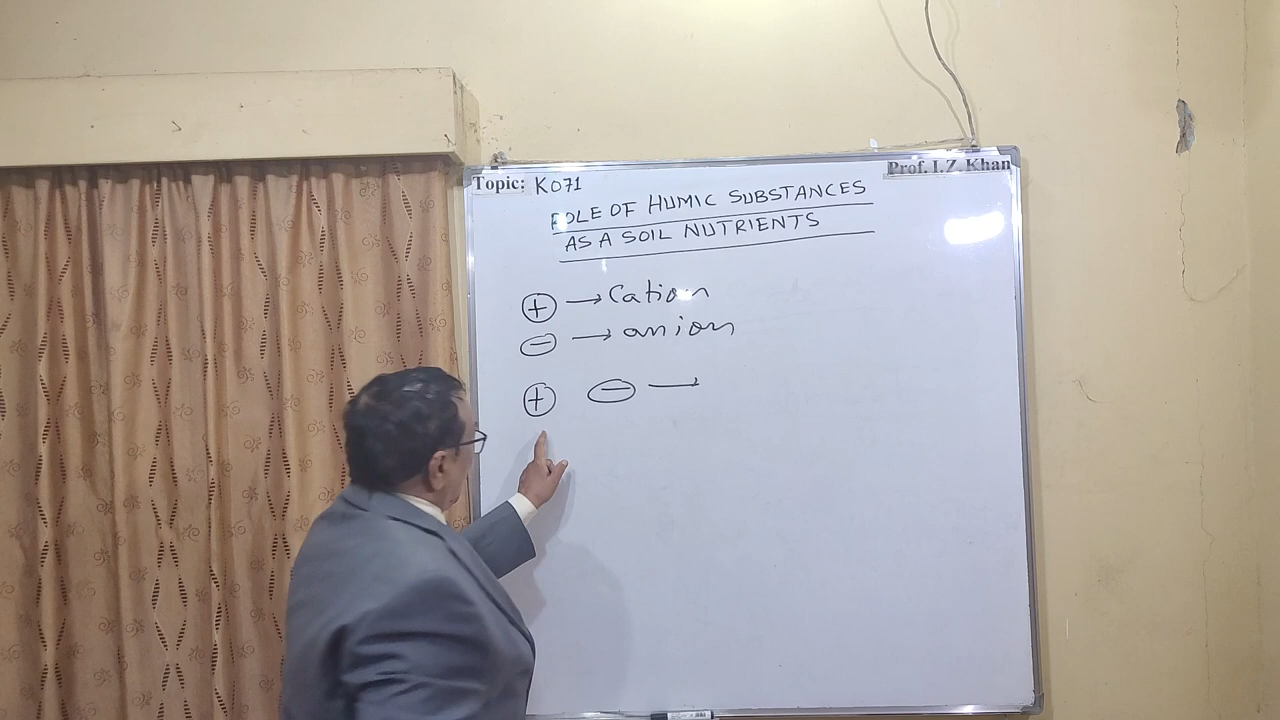 Topic: K071
Prof. I.Z. Khan
ROLE OF HUMIC SUBSTANCES
AS A SOIL NUTRIENTS
+ → Cation
- → anion
+ - →